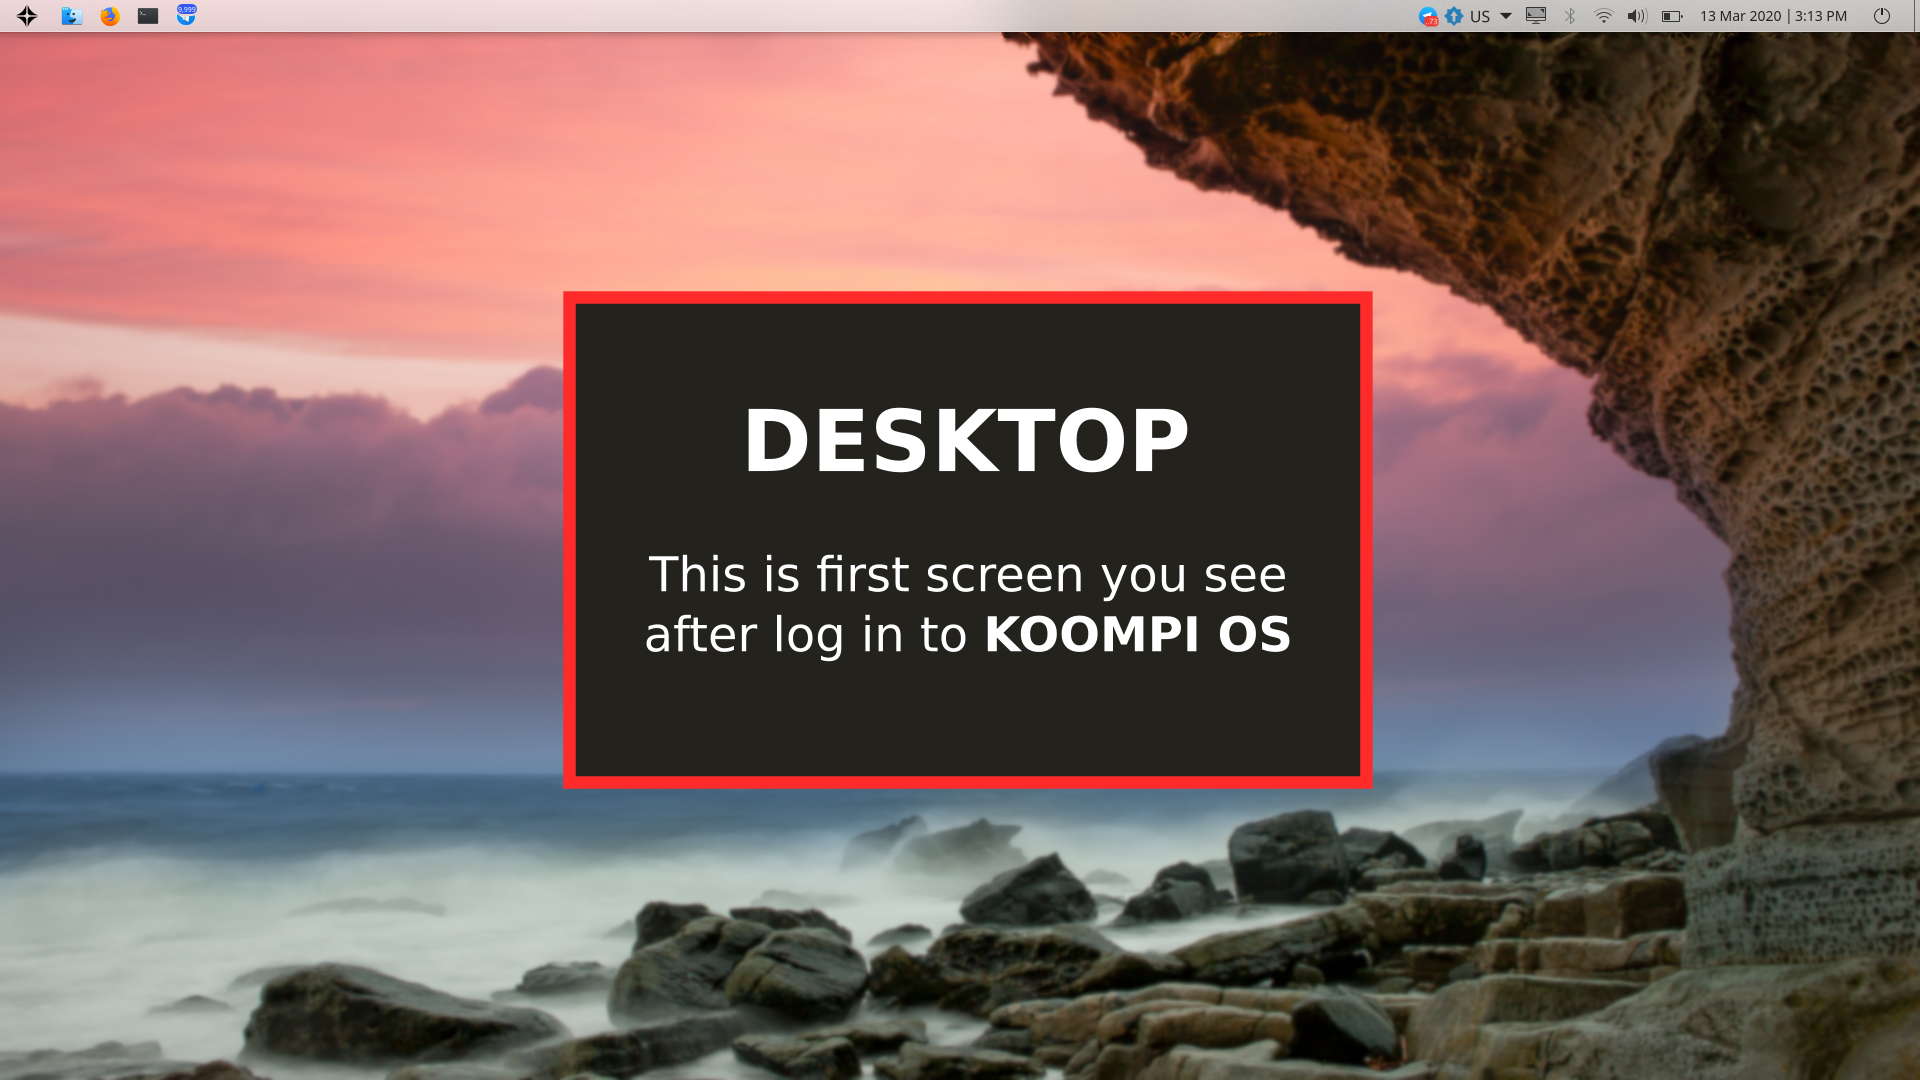 9,999
.73
US
13 Mar 2020 | 3:13 PM
DESKTOP
This is first screen you see
after log in to KOOMPI OS